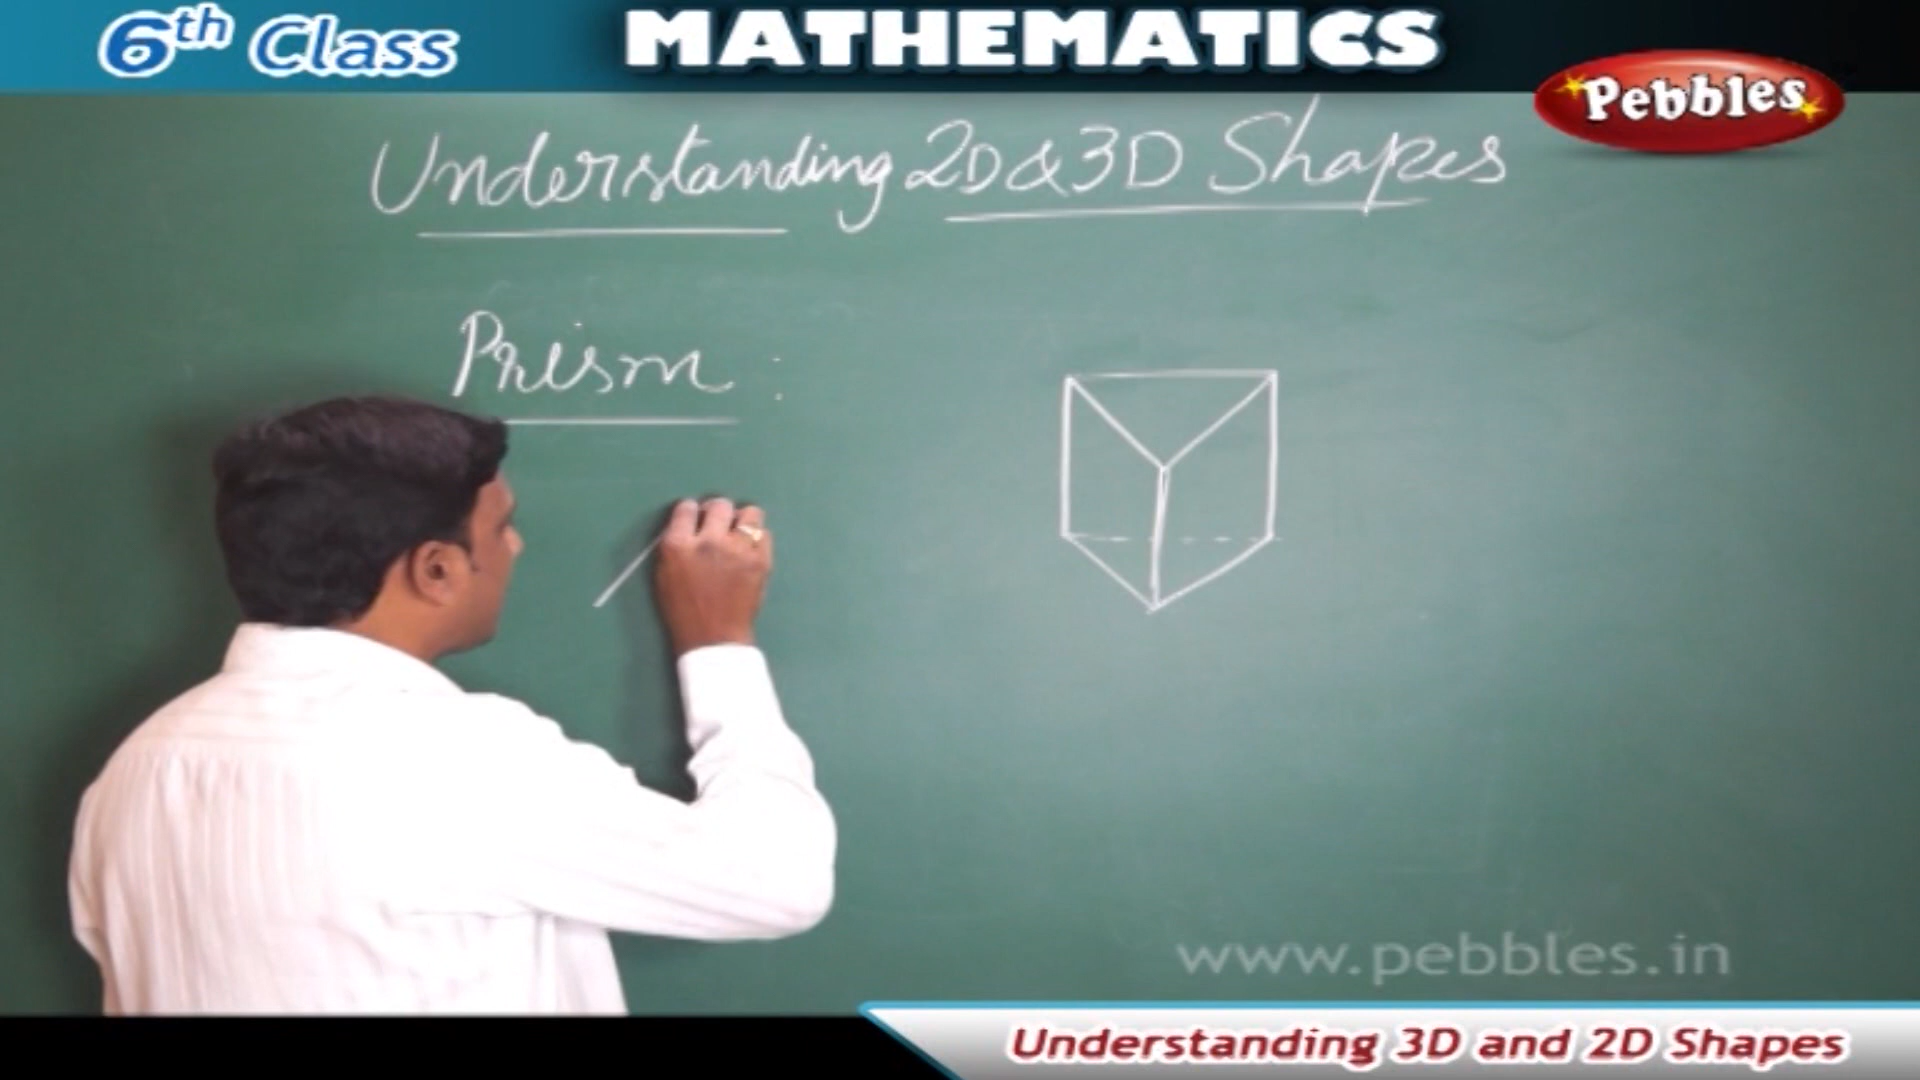 6th Class
MATHEMATICS
Pebbles
Understanding 2D & 3D Shapes
Prism :
www.pebbles.in
Understanding 3D and 2D Shapes